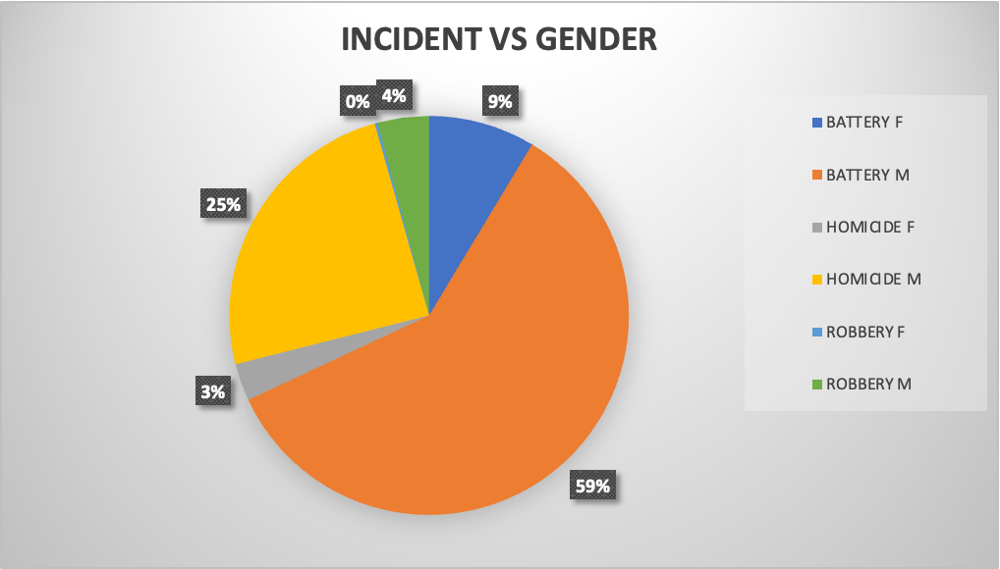 INCIDENT VS GENDER
0%
4%
9%
25%
3%
59%
BATTERY F
BATTERY M
HOMICIDE F
HOMICIDE M
ROBBERY F
ROBBERY M